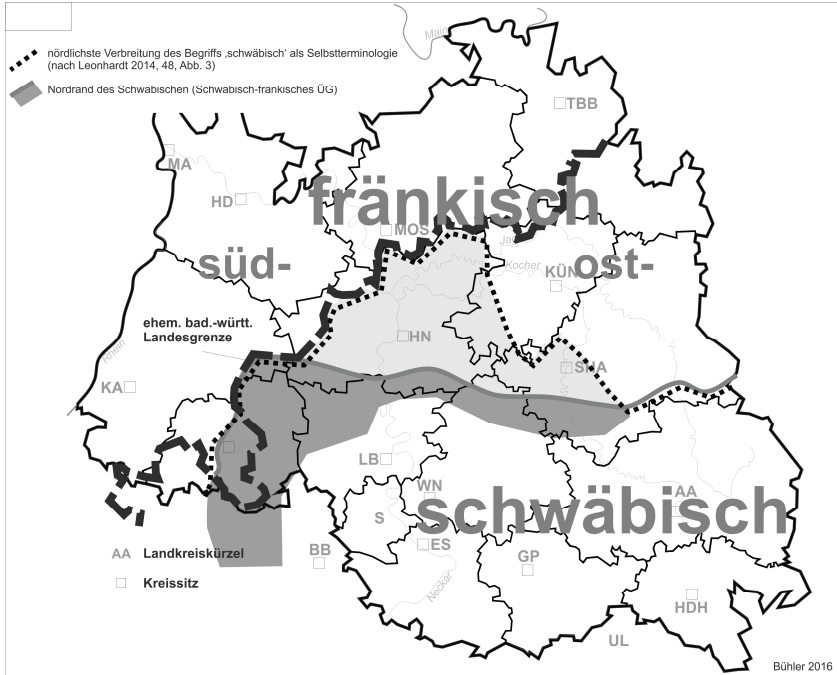 nördlichste Verbreitung des Begriffs ‚schwäbisch' als Selbstterminologie
(nach Leonhardt 2014, 48, Abb. 3)
Nordrand des Schwäbischen (Schwäbisch-fränkisches ÜG)
Main
TBB
MA
HD
fränkisch
MOS
Kocher
KÜN
süd-
ost-
ehem. bad.-württ.
Landesgrenze
HN
Rhein
SHA
KA
LB
WN
AA
schwäbisch
S
ES
BB
GP
AA Landkreiskürzel
Kreissitz
Neckar
HDH
UL
Bühler 2016